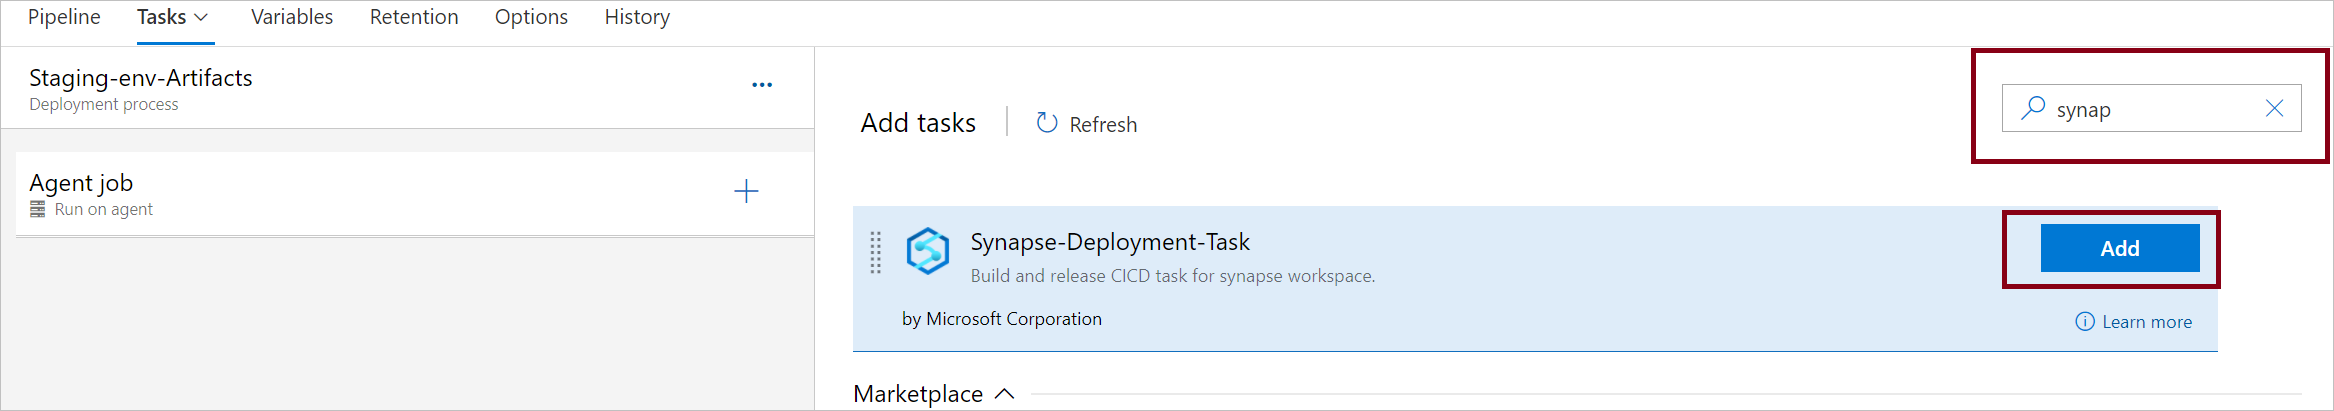 Pipeline Tasks Variables Retention Options History
Staging-env-Artifacts
Deployment process
Agent job
Run on agent
Add tasks Refresh
synap
Synapse-Deployment-Task
Add
Build and release CICD task for synapse workspace.
by Microsoft Corporation
Learn more
Marketplace